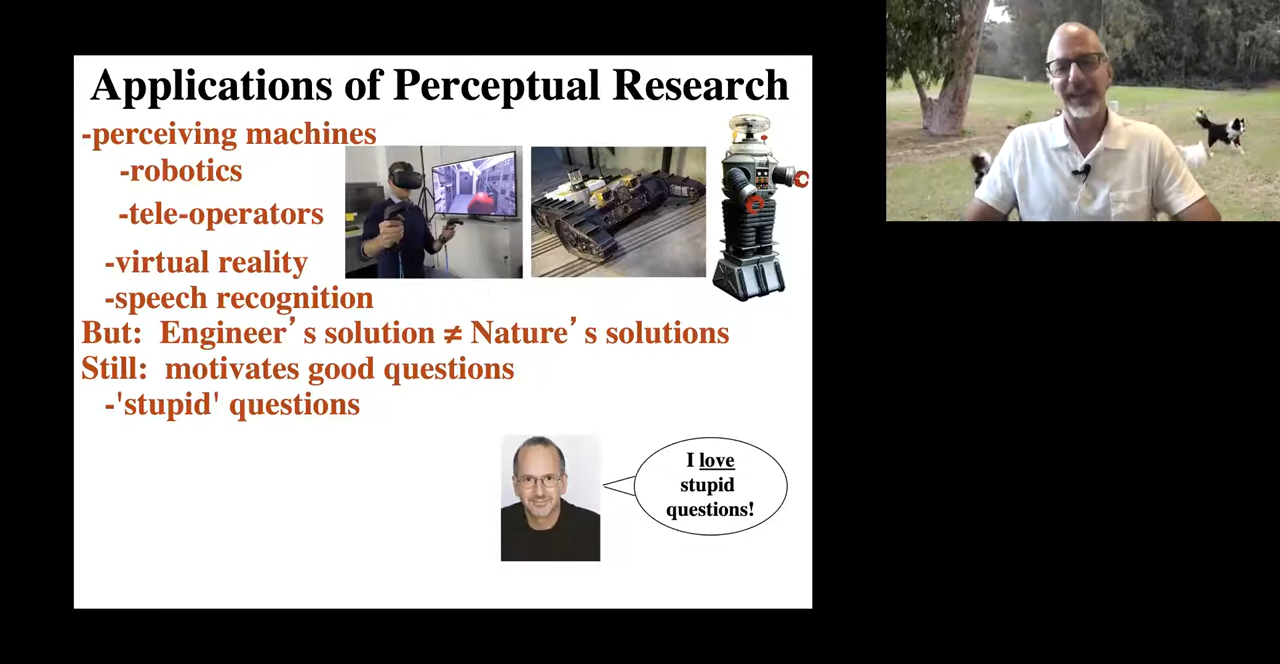 Applications of Perceptual Research
-perceiving machines
-robotics
-tele-operators
-virtual reality
-speech recognition
But:  Engineer’s solution ≠ Nature’s solutions
Still:  motivates good questions
-'stupid' questions
I love
stupid
questions!